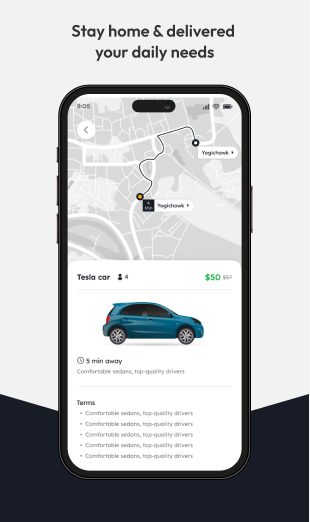 Stay home & delivered
your daily needs
9:05
Yogichowk
4
Min
Yogichowk
Tesla car
4
$50 $57
5 min away
Comfortable sedans, top-quality drivers
Terms
• Comfortable sedans, top-quality drivers
• Comfortable sedans, top-quality drivers
• Comfortable sedans, top-quality drivers
• Comfortable sedans, top-quality drivers
• Comfortable sedans, top-quality drivers